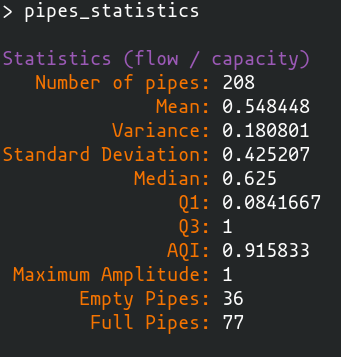 > pipes_statistics
Statistics (flow / capacity)
Number of pipes: 208
Mean: 0.548448
Variance: 0.180801
Standard Deviation: 0.425207
Median: 0.625
Q1: 0.0841667
Q3: 1
AQI: 0.915833
Maximum Amplitude: 1
Empty Pipes: 36
Full Pipes: 77